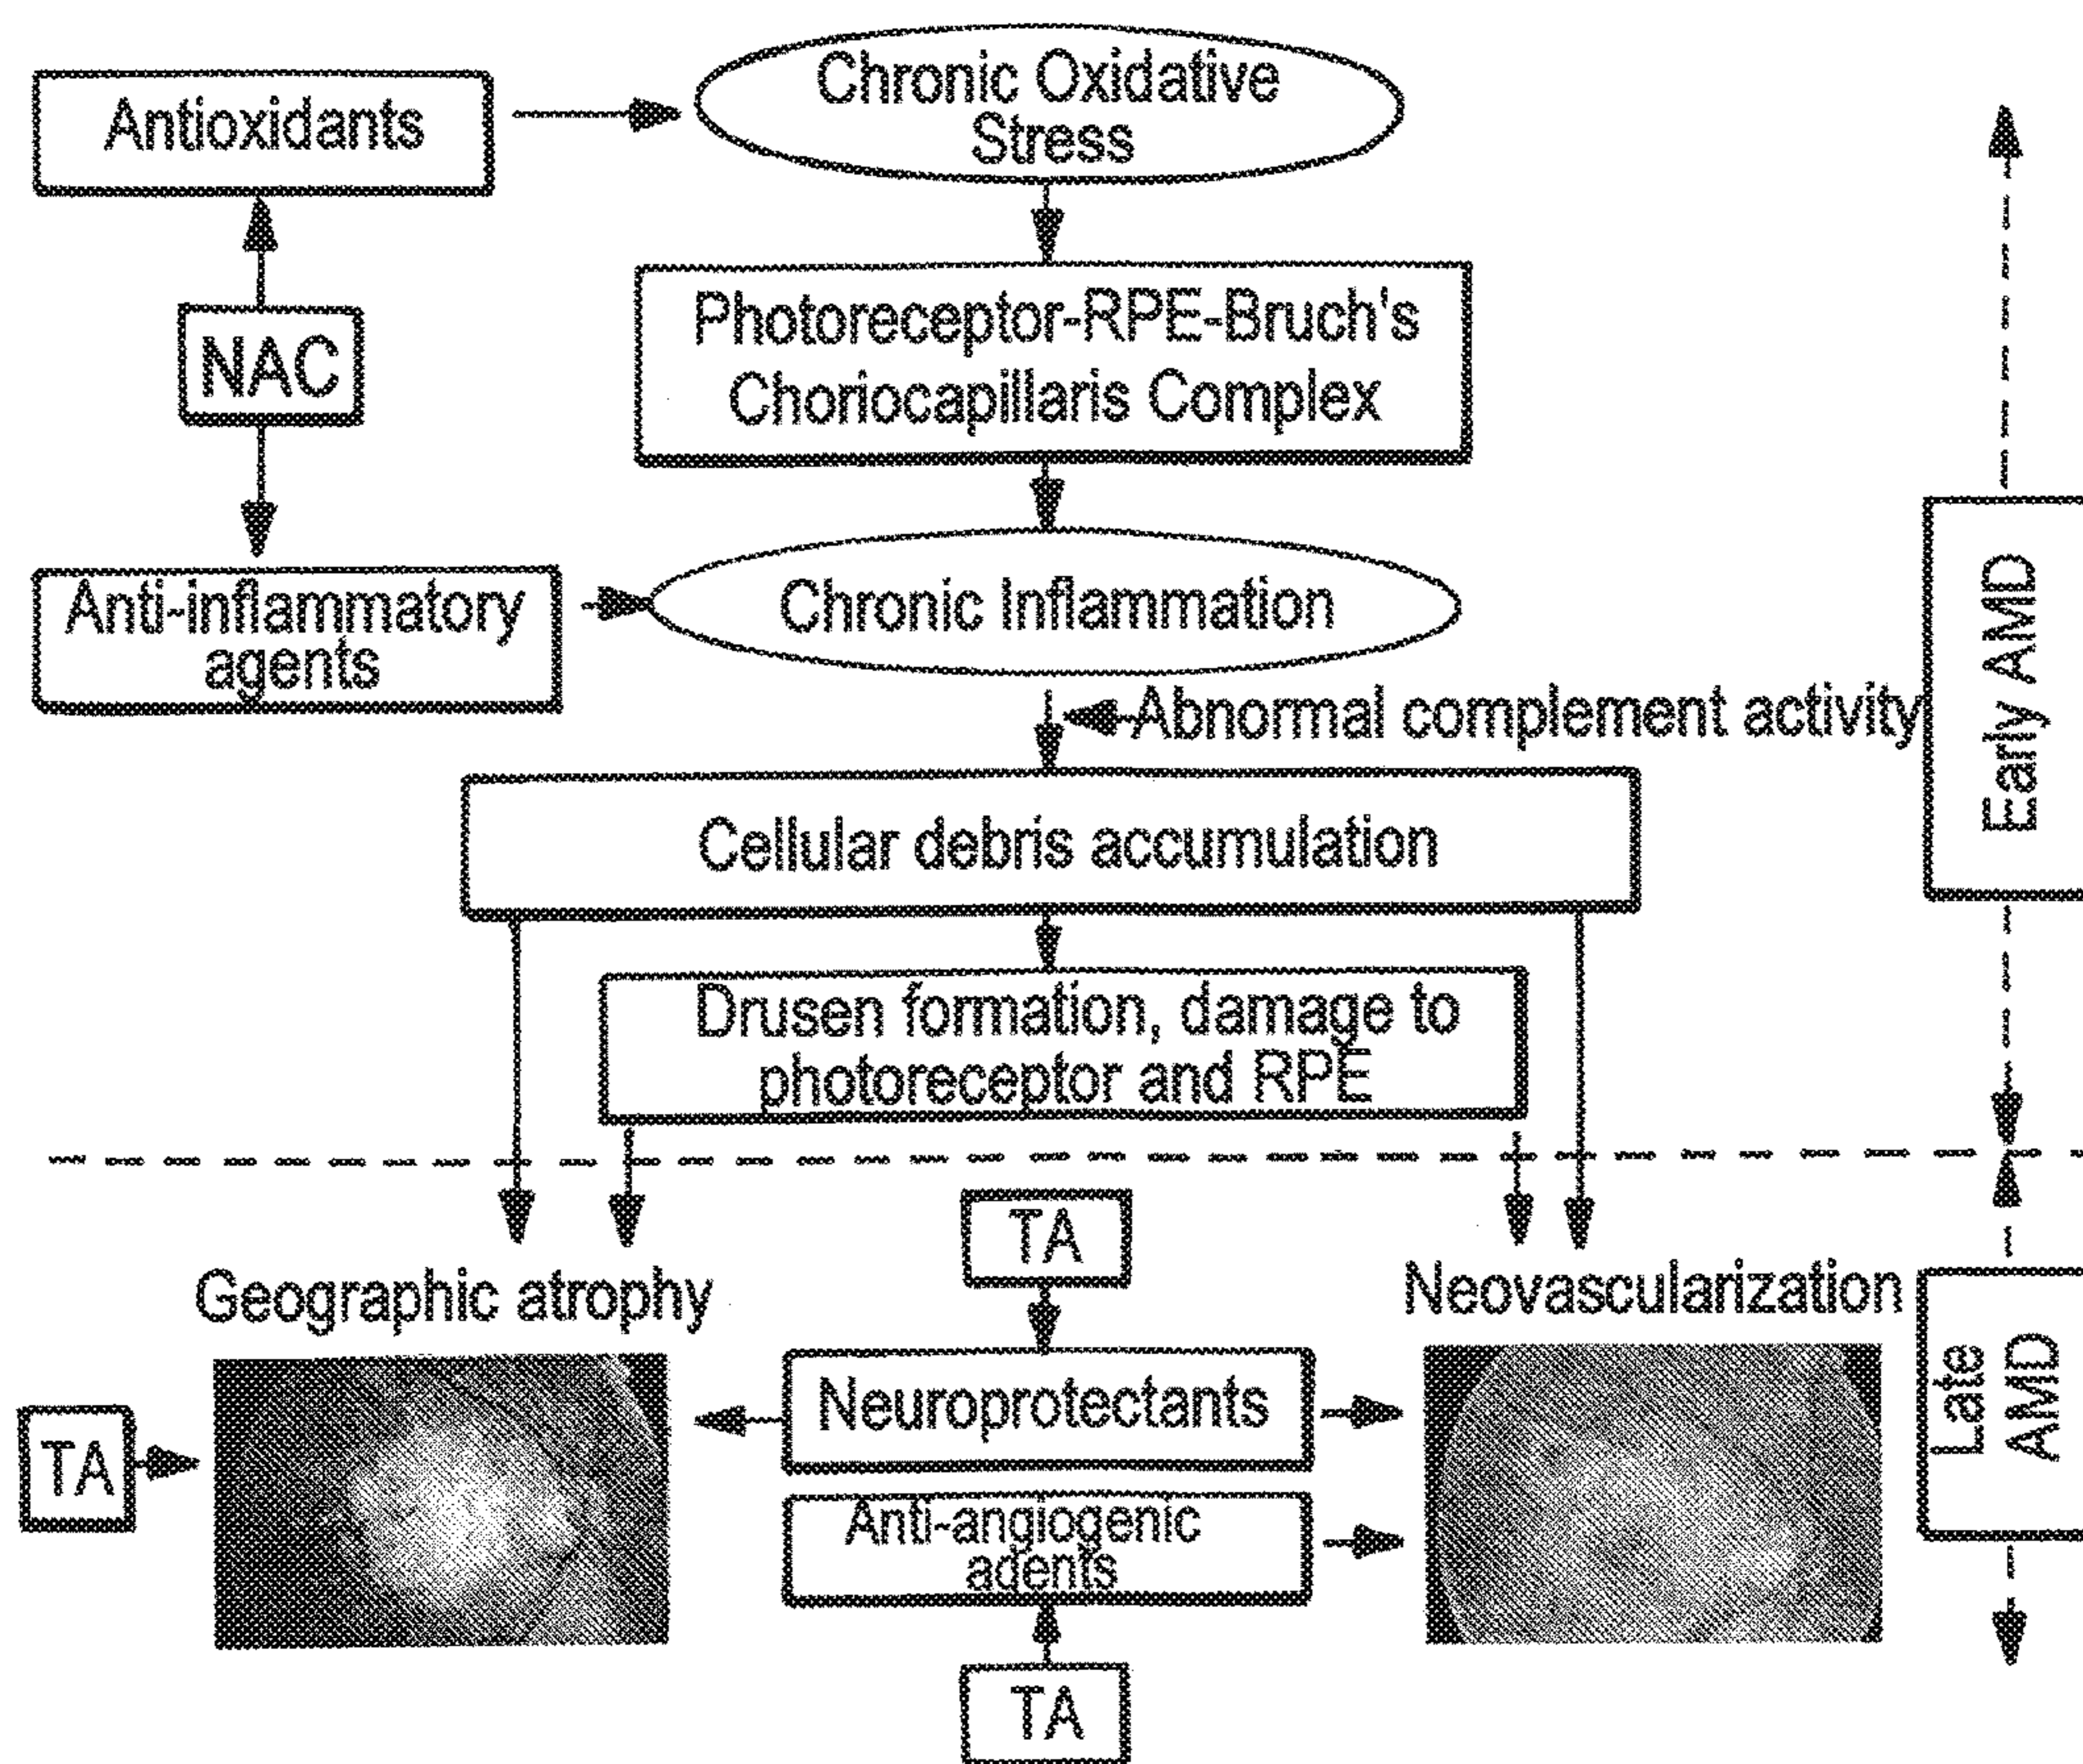 Chronic Oxidative
Stress
Antioxidants
Photoreceptor-RPE-Bruch's
Choriocapillaris Complex
NAC
Anti-inflammatory
agents
Chronic Inflammation
Abnormal complement activity
Early AMD
Cellular debris accumulation
Drusen formation, damage to
photoreceptor and RPE
TA
Geographic atrophy
Neovascularization
Neuroprotectants
TA
Late
AMD
Anti-angiogenic
adents
TA